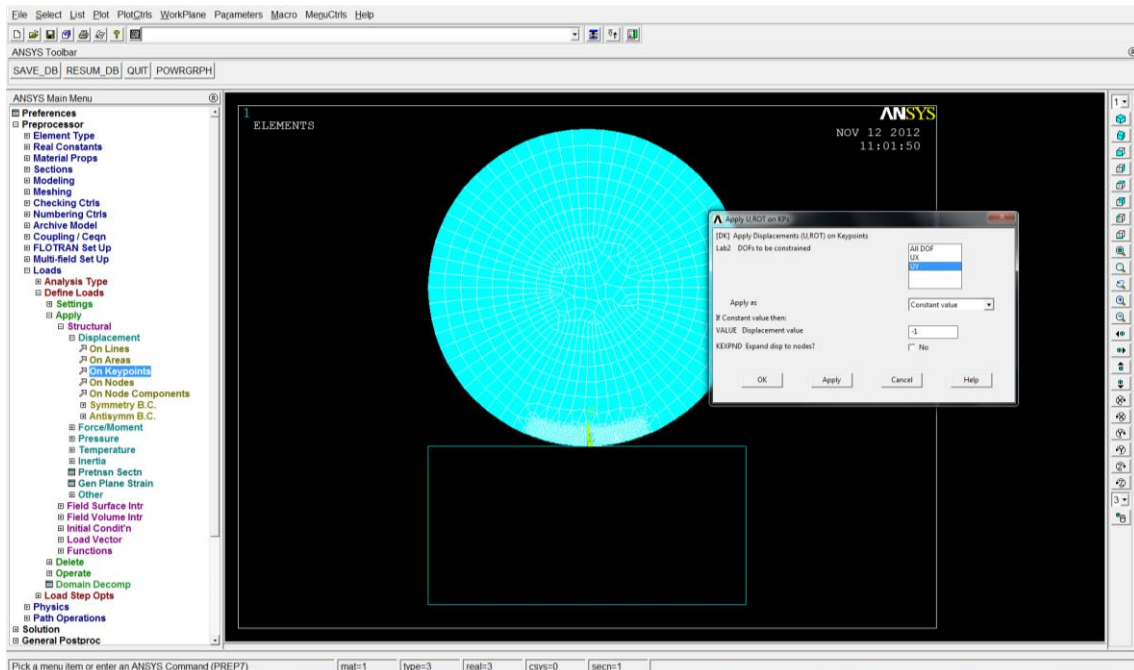 File Select List Plot PlotCtrls WorkPlane Parameters Macro MenuCtrls Help
ANSYS Toolbar
SAVE_DB RESUM_DB QUIT POWRGRPH
ANSYS Main Menu
Preferences
Preprocessor
Element Type
Real Constants
Material Props
Sections
Modeling
Meshing
Checking Ctrls
Numbering Ctrls
Archive Model
Coupling / Ceqn
FLOTRAN Set Up
Multi-field Set Up
Loads
Analysis Type
Define Loads
Settings
Apply
Structural
Displacement
On Lines
On Areas
On Keypoints
On Nodes
On Node Components
Symmetry B.C.
Antisymm B.C.
Force/Moment
Pressure
Temperature
Inertia
Pretnsn Sectn
Gen Plane Strain
Other
Field Surface Intr
Field Volume Intr
Initial Condit'n
Load Vector
Functions
Delete
Operate
Domain Decomp
Load Step Opts
Physics
Path Operations
Solution
General Postproc
1
ELEMENTS
ANSYS
NOV 12 2012
11:01:50
Apply U,ROT on KPs
[DK] Apply Displacements (U,ROT) on Keypoints
Lab2 DOFs to be constrained
All DOF
UX
UY
Apply as Constant value
If Constant value then:
VALUE Displacement value -1
KEXPND Expand disp to nodes? No
OK Apply Cancel Help
1
3
Pick a menu item or enter an ANSYS Command (PREP7) mat=1 type=3 real=3 csys=0 secn=1